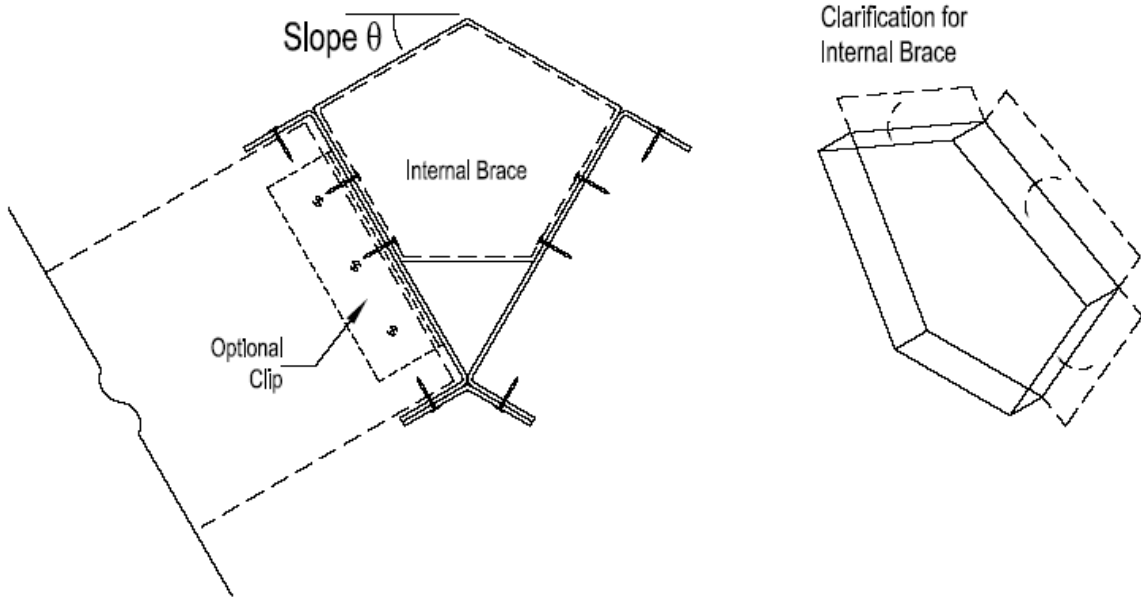 Slope θ
Internal Brace
Optional
Clip
Clarification for
Internal Brace